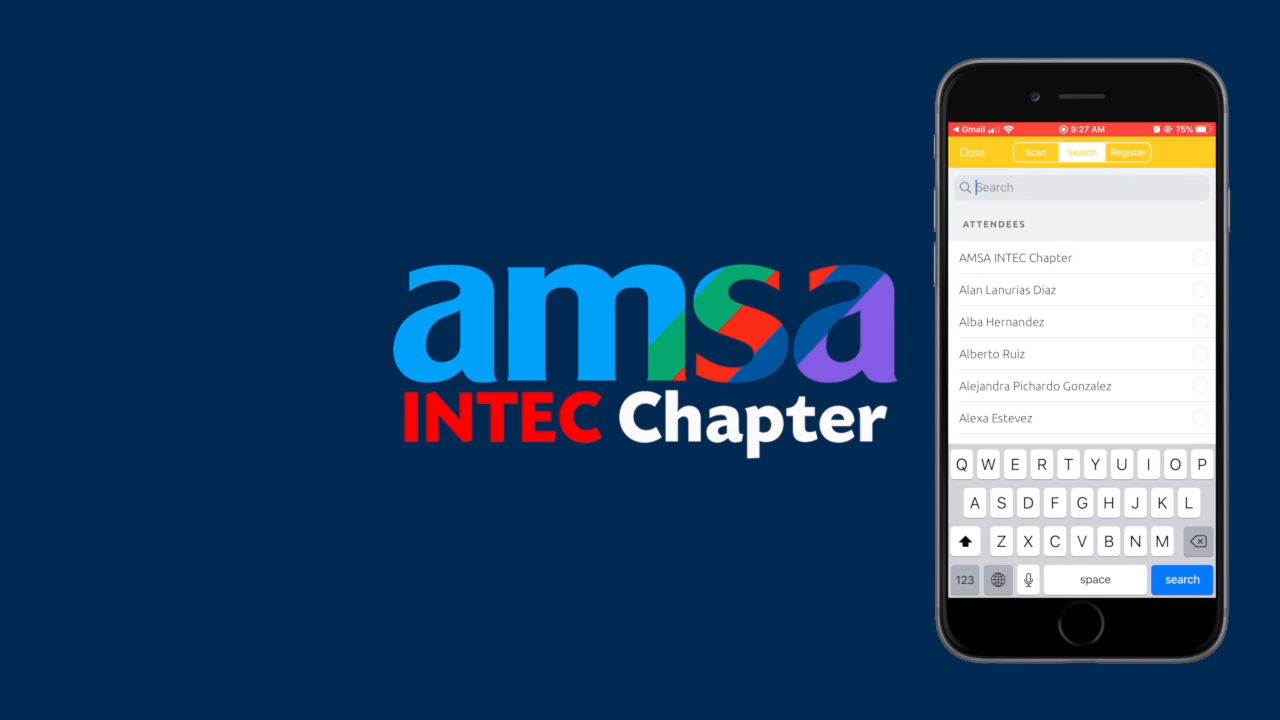 amsa
INTEC Chapter
Gmail 9:27 AM 75%
Close Scan Search Register
Search
ATTENDEES
AMSA INTEC Chapter
Alan Lanurias Diaz
Alba Hernandez
Alberto Ruiz
Alejandra Pichardo Gonzalez
Alexa Estevez
Q W E R T Y U I O P
A S D F G H J K L
Z X C V B N M
123 space search